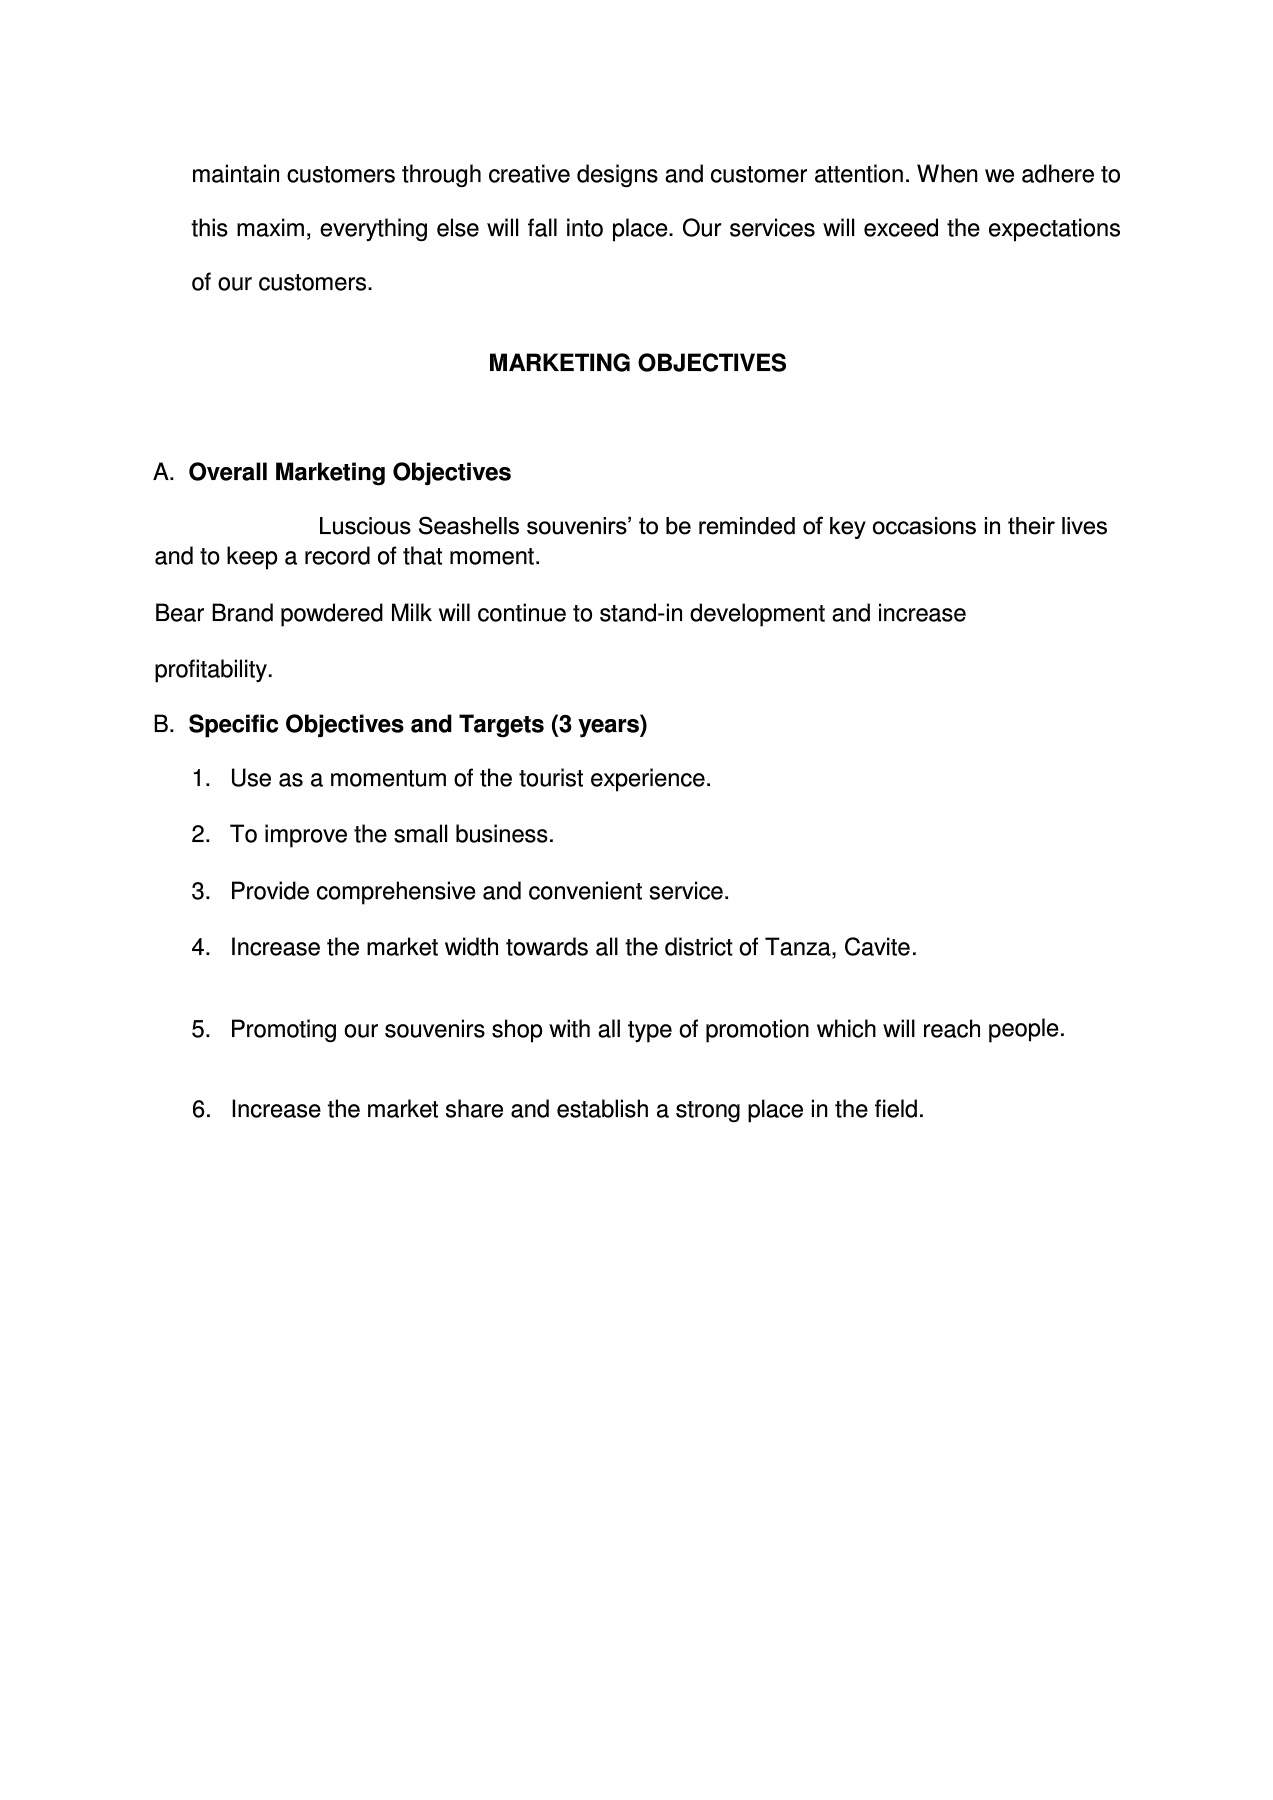 maintain customers through creative designs and customer attention. When we adhere to
this maxim, everything else will fall into place. Our services will exceed the expectations
of our customers.
MARKETING OBJECTIVES
A. Overall Marketing Objectives
Luscious Seashells souvenirs’ to be reminded of key occasions in their lives
and to keep a record of that moment.
Bear Brand powdered Milk will continue to stand-in development and increase
profitability.
B. Specific Objectives and Targets (3 years)
1. Use as a momentum of the tourist experience.
2. To improve the small business.
3. Provide comprehensive and convenient service.
4. Increase the market width towards all the district of Tanza, Cavite.
5. Promoting our souvenirs shop with all type of promotion which will reach people.
6. Increase the market share and establish a strong place in the field.